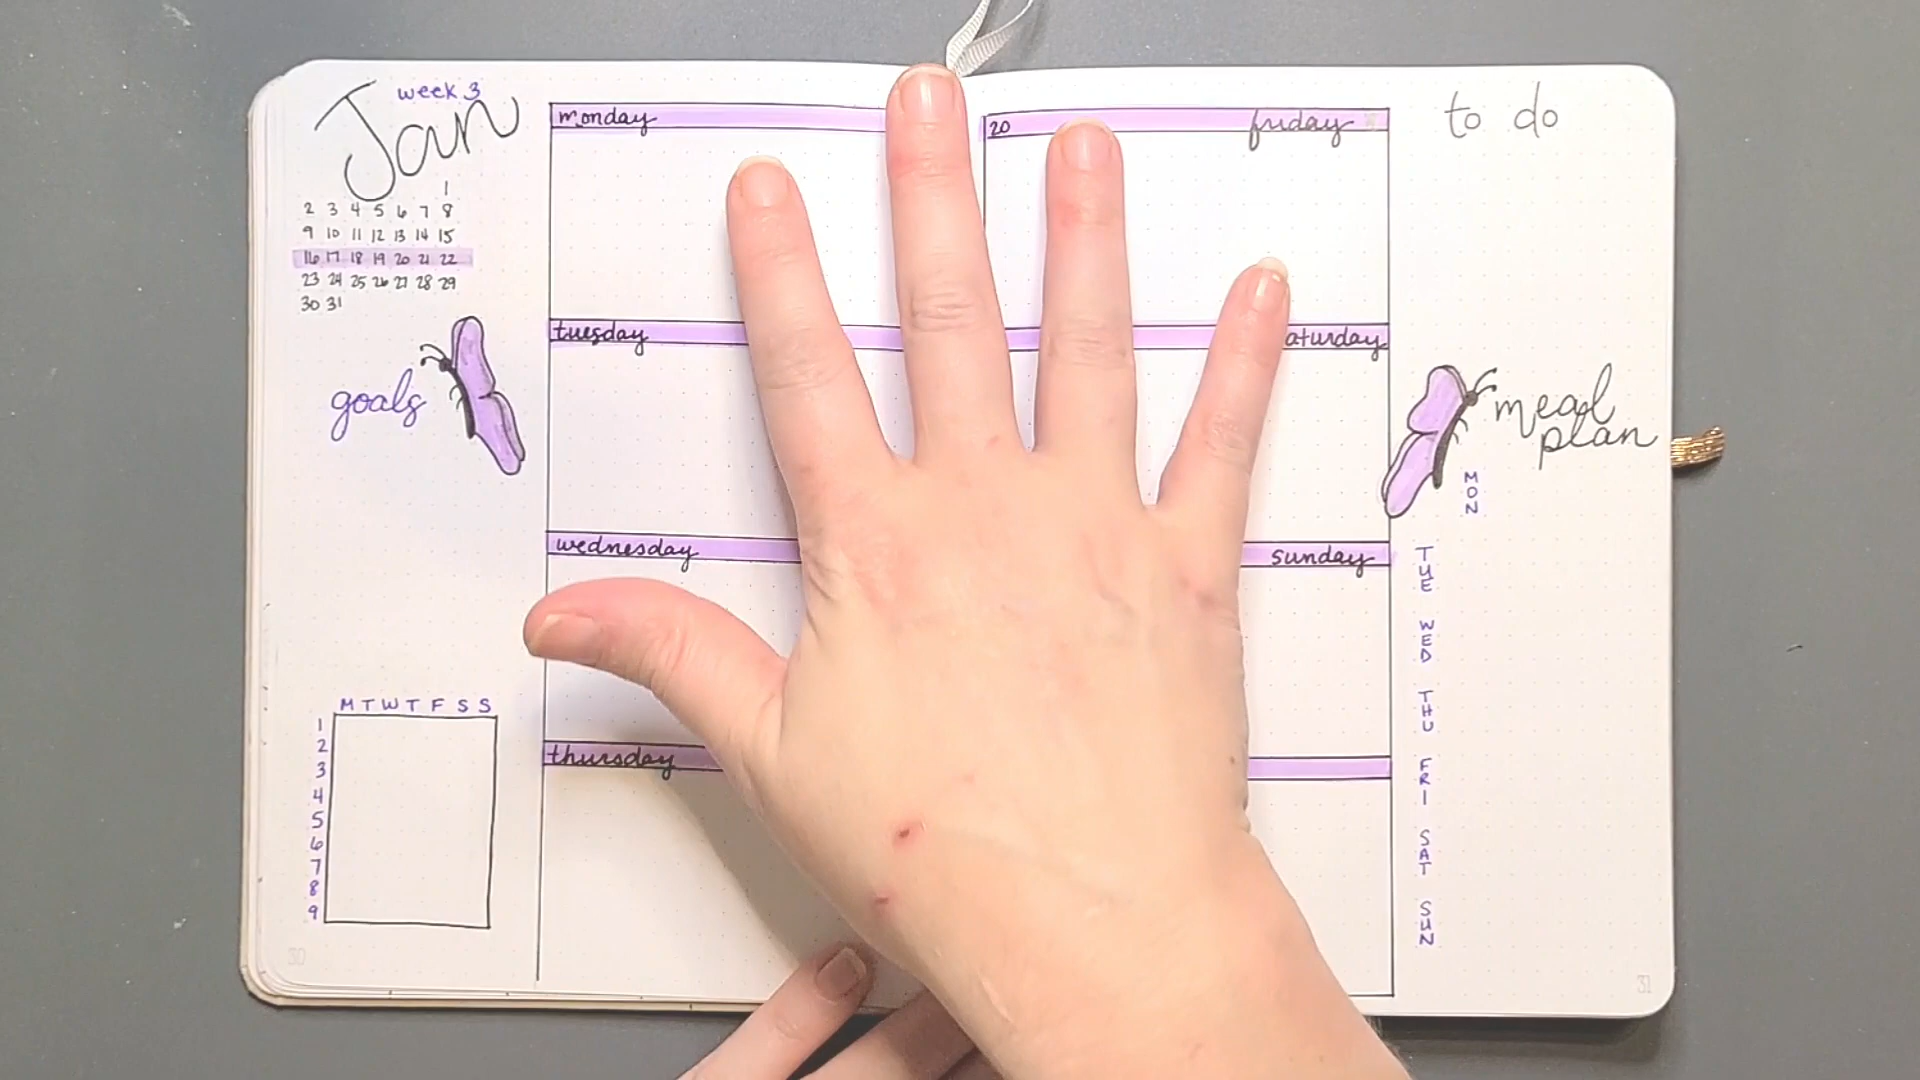 week 3
Jan
1
2 3 4 5 6 7 8
9 10 11 12 13 14 15
16 17 18 19 20 21 22
23 24 25 26 27 28 29
30 31
goals
M T W T F S S
1
2
3
4
5
6
7
8
9
30
monday
tuesday
wednesday
thursday
20 friday
aturday
sunday
to do
meal
plan
MON
TUE
WED
THU
FRI
SAT
SUN
31